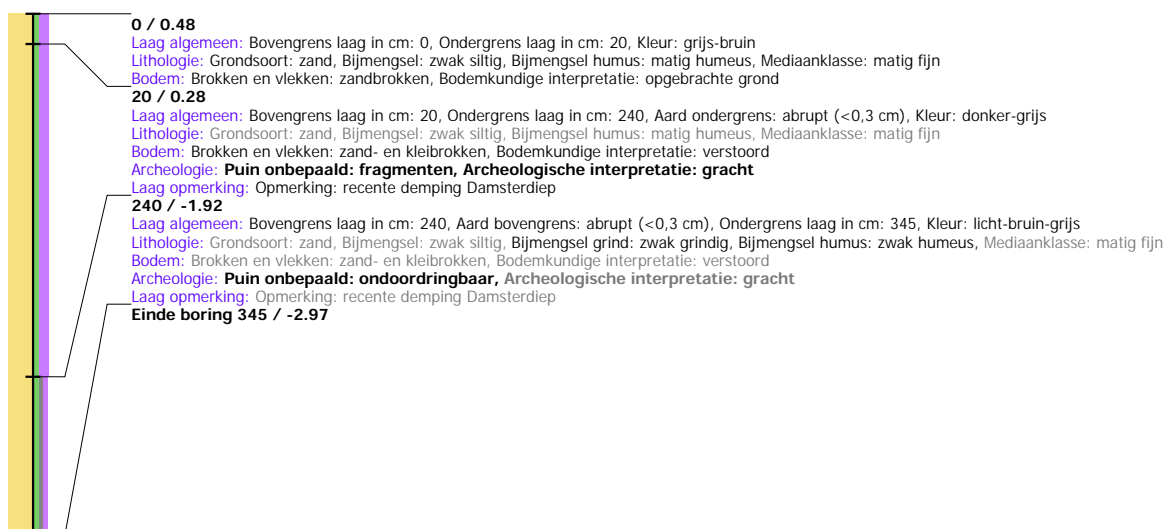 0 / 0.48
Laag algemeen: Bovengrens laag in cm: 0, Ondergrens laag in cm: 20, Kleur: grijs-bruin
Lithologie: Grondsoort: zand, Bijmengsel: zwak siltig, Bijmengsel humus: matig humeus, Mediaanklasse: matig fijn
Bodem: Brokken en vlekken: zandbrokken, Bodemkundige interpretatie: opgebrachte grond
20 / 0.28
Laag algemeen: Bovengrens laag in cm: 20, Ondergrens laag in cm: 240, Aard ondergrens: abrupt (<0,3 cm), Kleur: donker-grijs
Lithologie: Grondsoort: zand, Bijmengsel: zwak siltig, Bijmengsel humus: matig humeus, Mediaanklasse: matig fijn
Bodem: Brokken en vlekken: zand- en kleibrokken, Bodemkundige interpretatie: verstoord
Archeologie: Puin onbepaald: fragmenten, Archeologische interpretatie: gracht
Laag opmerking: Opmerking: recente demping Damsterdiep
240 / -1.92
Laag algemeen: Bovengrens laag in cm: 240, Aard bovengrens: abrupt (<0,3 cm), Ondergrens laag in cm: 345, Kleur: licht-bruin-grijs
Lithologie: Grondsoort: zand, Bijmengsel: zwak siltig, Bijmengsel grind: zwak grindig, Bijmengsel humus: zwak humeus, Mediaanklasse: matig fijn
Bodem: Brokken en vlekken: zand- en kleibrokken, Bodemkundige interpretatie: verstoord
Archeologie: Puin onbepaald: ondoordringbaar, Archeologische interpretatie: gracht
Laag opmerking: Opmerking: recente demping Damsterdiep
Einde boring 345 / -2.97